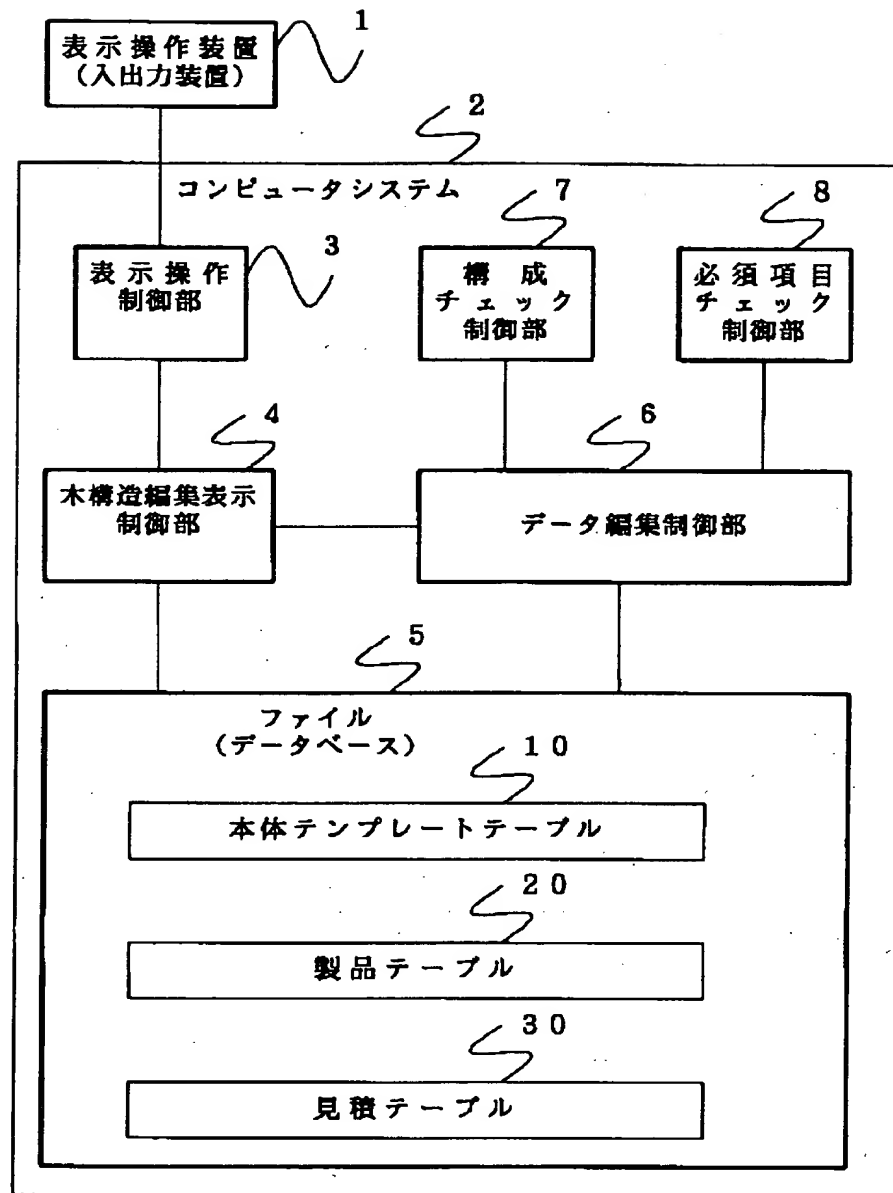 1
表示操作装置
（入出力装置）
2
コンピュータシステム
3
表示操作
制御部
7
構成
チェック
制御部
8
必須項目
チェック
制御部
4
木構造編集表示
制御部
6
データ編集制御部
5
ファイル
（データベース）
10
本体テンプレートテーブル
20
製品テーブル
30
見積テーブル